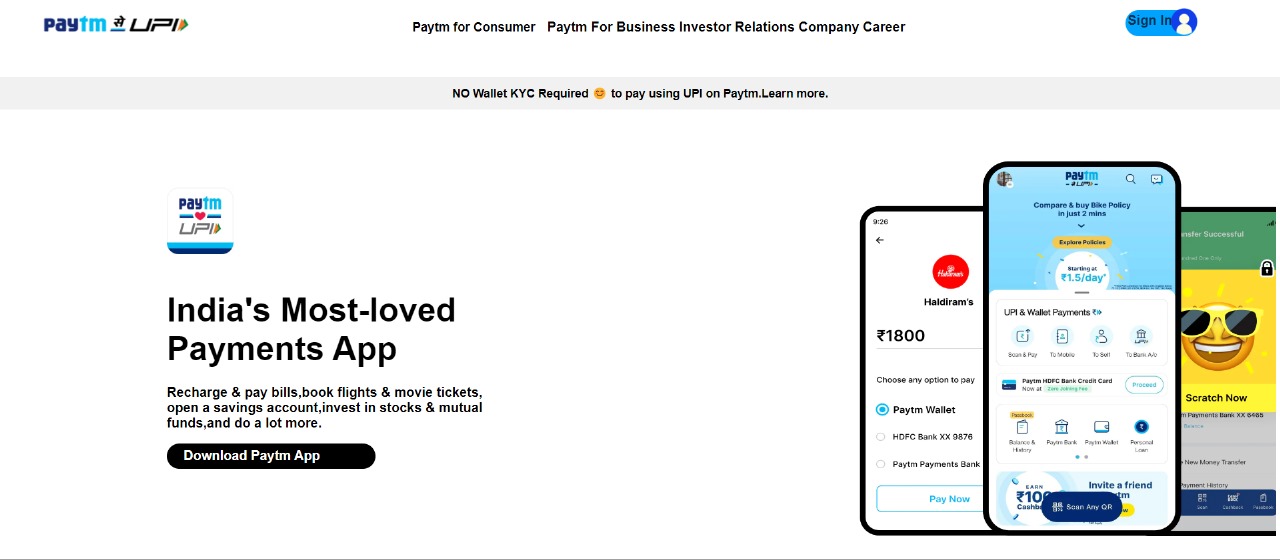 paytm से UPI
Paytm for Consumer Paytm For Business Investor Relations Company Career
Sign In
NO Wallet KYC Required 😊 to pay using UPI on Paytm.Learn more.
paytm
UPI
India's Most-loved
Payments App
Recharge & pay bills,book flights & movie tickets,
open a savings account,invest in stocks & mutual
funds,and do a lot more.
Download Paytm App
9:26
Haldiram's
Haldiram's
₹1800
Choose any option to pay
Paytm Wallet
HDFC Bank XX 9876
Paytm Payments Bank
Pay Now
paytm
से UPI
Compare & buy Bike Policy
in just 2 mins
Explore Policies
Starting at
₹1.5/day*
UPI & Wallet Payments
Scan & Pay
To Mobile
To Self
To Bank A/c
Paytm HDFC Bank Credit Card
Now at Zero Joining Fee
Proceed
Passbook
Balance &
History
Paytm Bank
Paytm Wallet
Personal
Loan
EARN
₹100
Cashb
Invite a friend
tm
Scan Any QR
ansfer Successful
Scratch Now
m Payments Bank XX 6465
Balance
New Money Transfer
Payment History
Scan
Cashback
Passbook